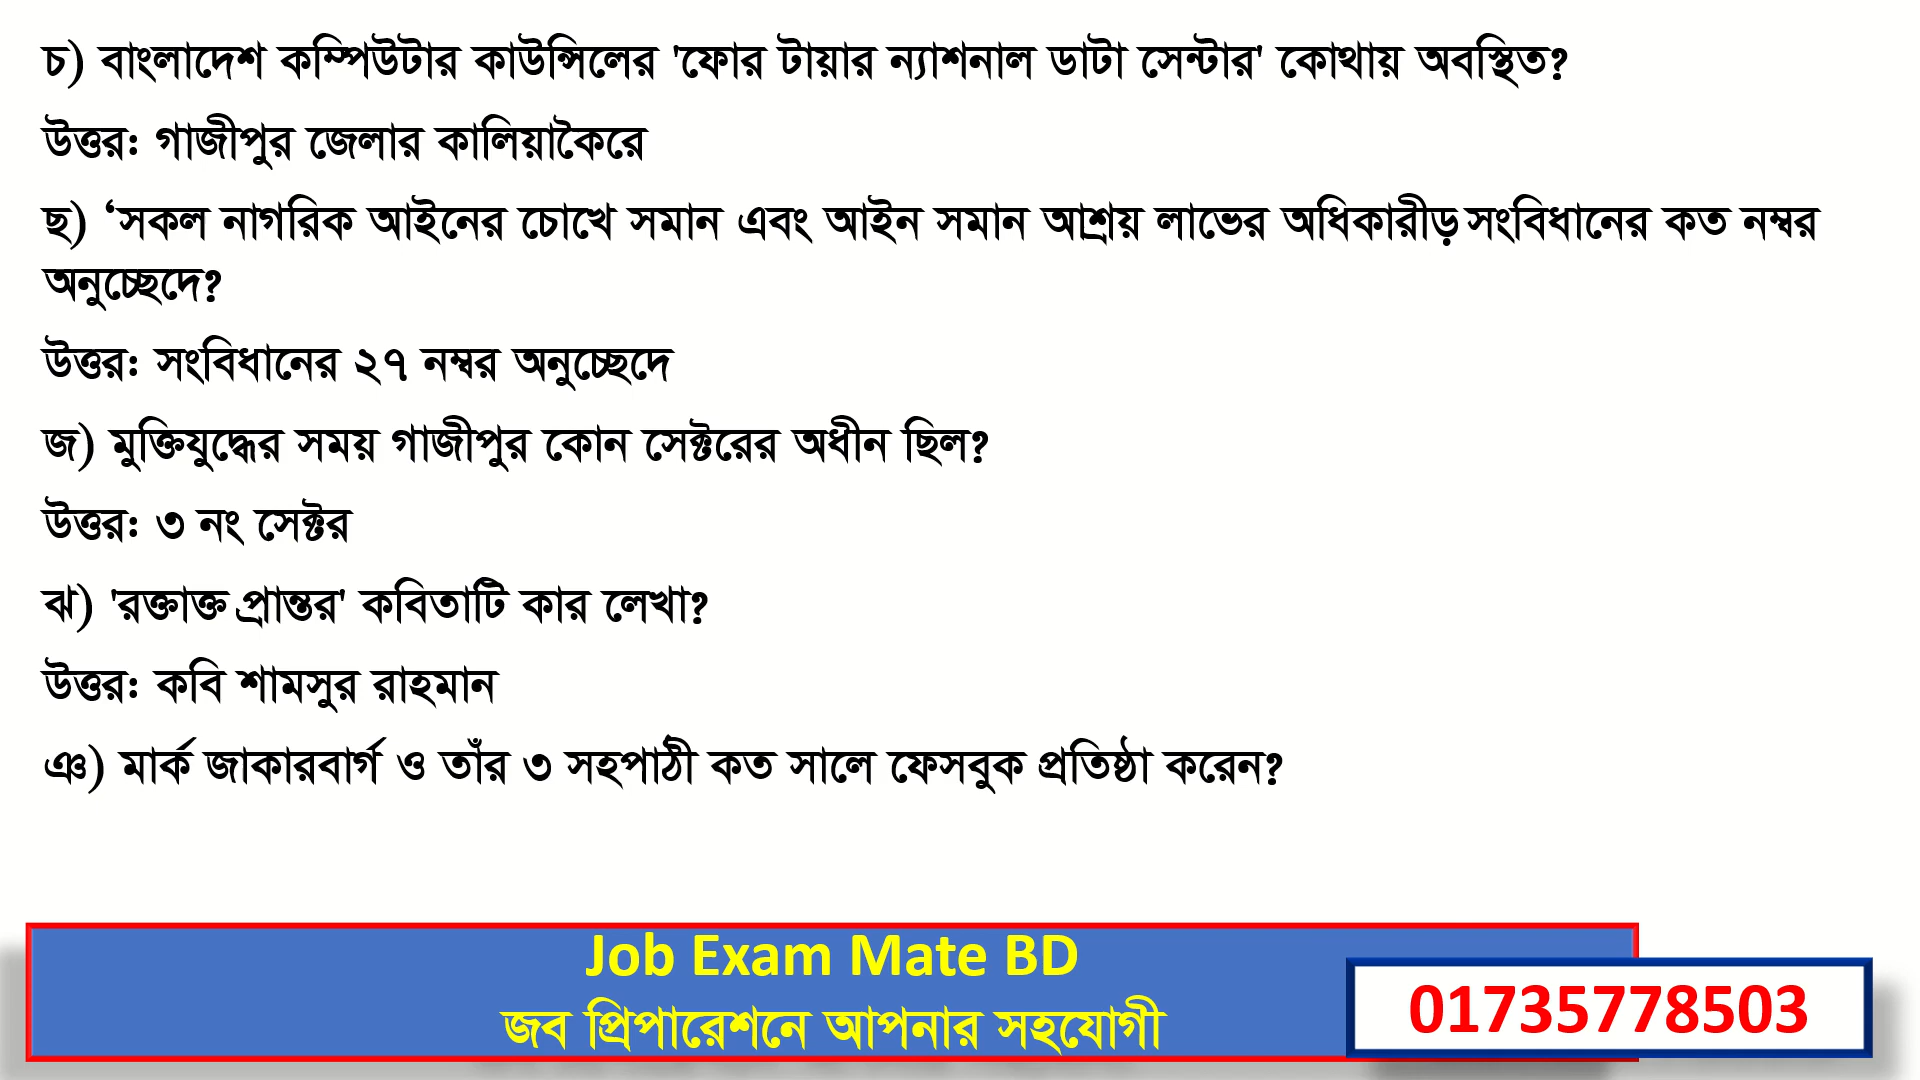 চ) বাংলাদেশ কম্পিউটার কাউন্সিলের 'ফোর টায়ার ন্যাশনাল ডাটা সেন্টার' কোথায় অবস্থিত?
উত্তর: গাজীপুর জেলার কালিয়াকৈরে
ছ) ‘সকল নাগরিক আইনের চোখে সমান এবং আইন সমান আশ্রয় লাভের অধিকারীড় সংবিধানের কত নম্বর
অনুচ্ছেদে?
উত্তর: সংবিধানের ২৭ নম্বর অনুচ্ছেদে
জ) মুক্তিযুদ্ধের সময় গাজীপুর কোন সেক্টরের অধীন ছিল?
উত্তর: ৩ নং সেক্টর
ঝ) 'রক্তাক্ত প্রান্তর' কবিতাটি কার লেখা?
উত্তর: কবি শামসুর রাহমান
ঞ) মার্ক জাকারবার্গ ও তাঁর ৩ সহপাঠী কত সালে ফেসবুক প্রতিষ্ঠা করেন?
Job Exam Mate BD
জব প্রিপারেশনে আপনার সহযোগী
01735778503